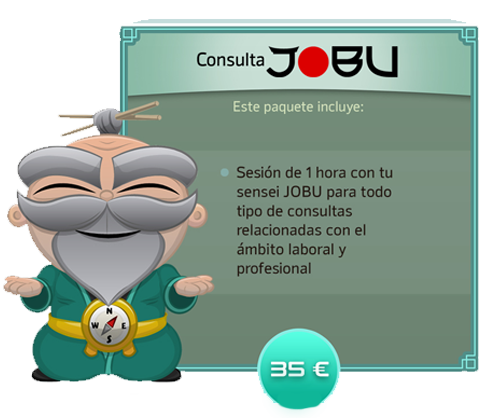 Consulta JOBU
Este paquete incluye:
Sesión de 1 hora con tu
sensei JOBU para todo
tipo de consultas
relacionadas con el
ámbito laboral y
profesional
N
W E
S
35 €